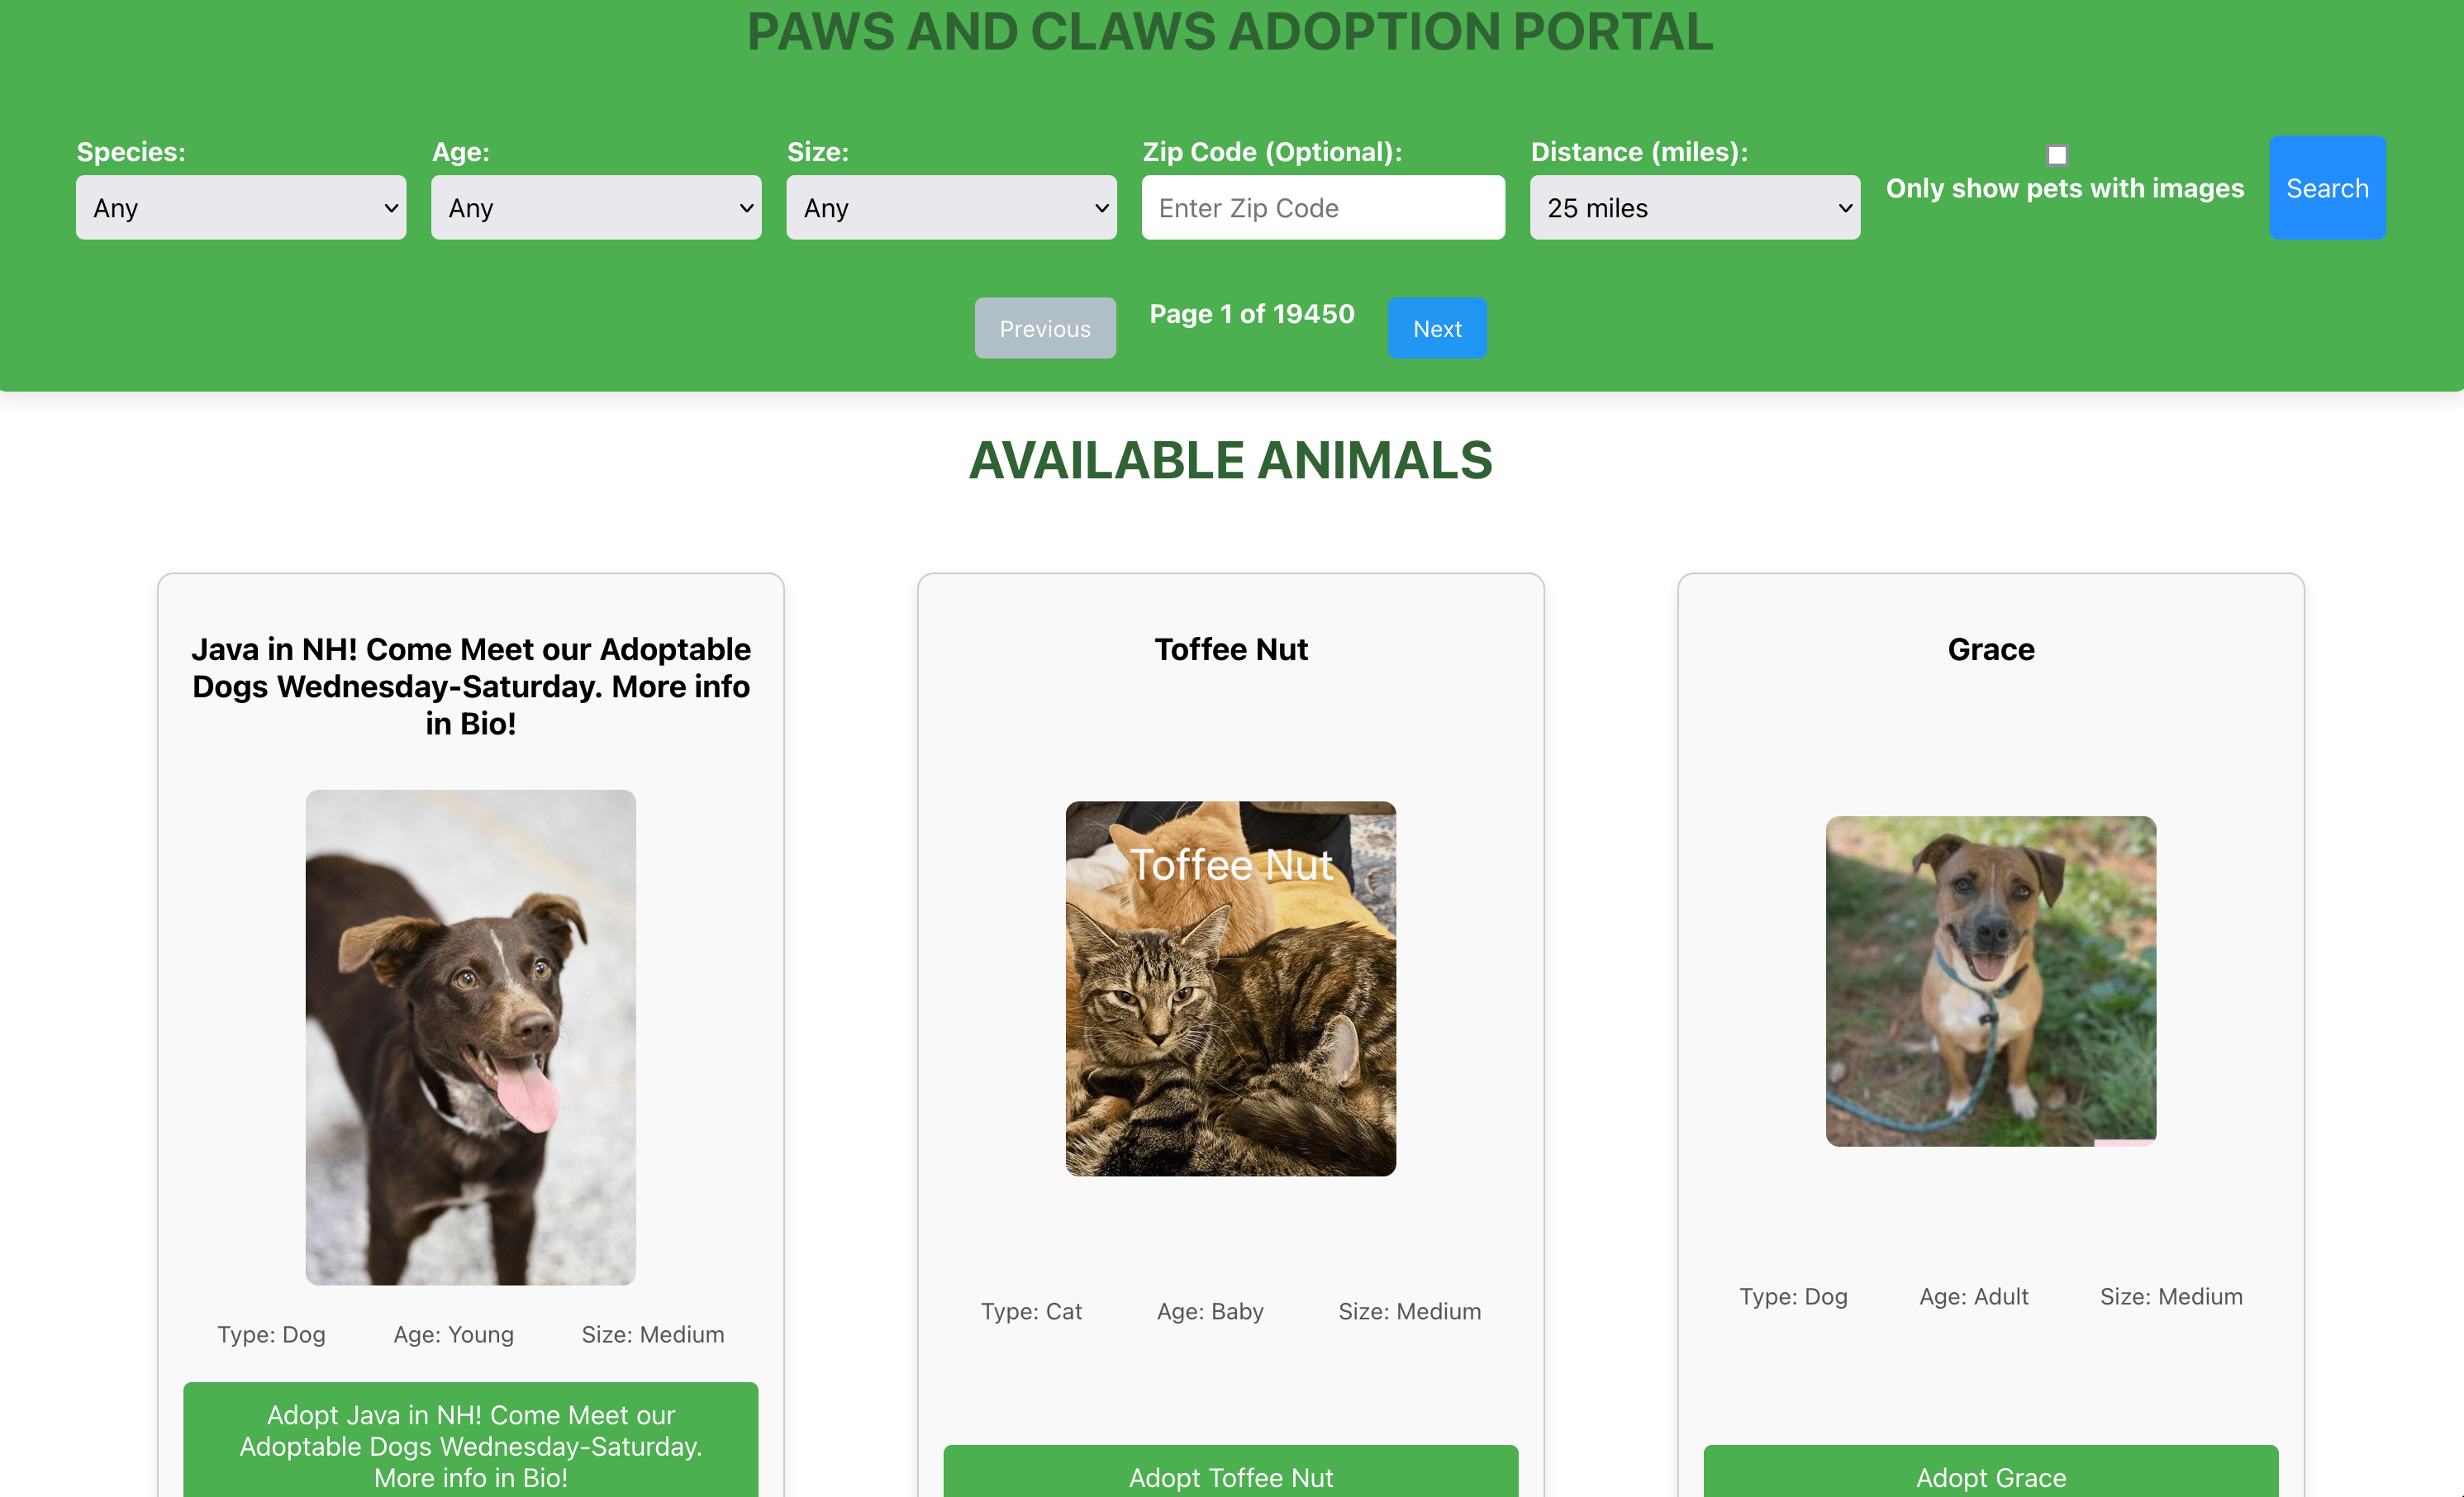 PAWS AND CLAWS ADOPTION PORTAL
Species:
Any
Age:
Any
Size:
Any
Zip Code (Optional):
Enter Zip Code
Distance (miles):
25 miles
Only show pets with images
Search
Previous
Page 1 of 19450
Next
AVAILABLE ANIMALS
Java in NH! Come Meet our Adoptable
Dogs Wednesday-Saturday. More info
in Bio!
Type: Dog
Age: Young
Size: Medium
Adopt Java in NH! Come Meet our
Adoptable Dogs Wednesday-Saturday.
More info in Bio!
Toffee Nut
Toffee Nut
Type: Cat
Age: Baby
Size: Medium
Adopt Toffee Nut
Grace
Type: Dog
Age: Adult
Size: Medium
Adopt Grace